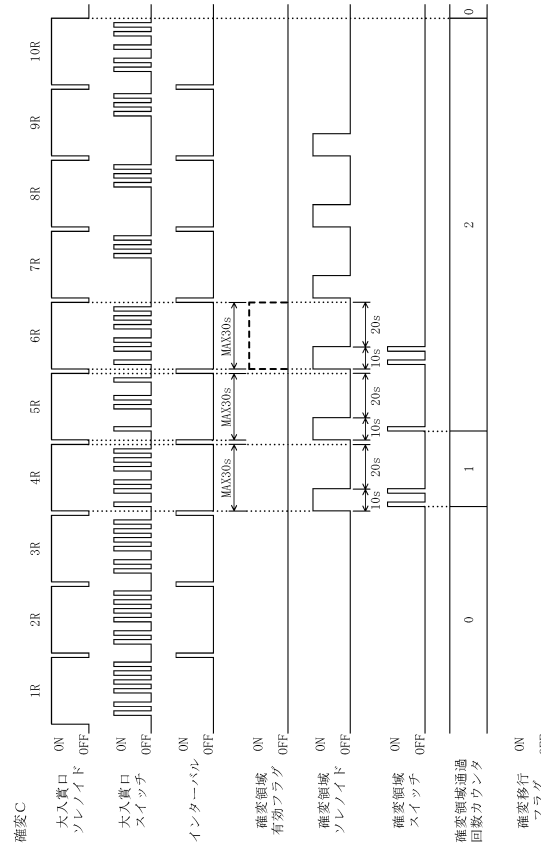 確変C
1R 2R 3R 4R 5R 6R 7R 8R 9R 10R
大入賞口
ソレノイド
ON
OFF
大入賞口
スイッチ
ON
OFF
インターバル
ON
OFF
MAX30s MAX30s MAX30s
確変領域
有効フラグ
ON
OFF
確変領域
ソレノイド
ON
OFF
10s 20s 10s 20s 10s 20s
確変領域
スイッチ
ON
OFF
確変領域通過
回数カウンタ
0 1 2 0
確変移行
フラグ
ON
OFF